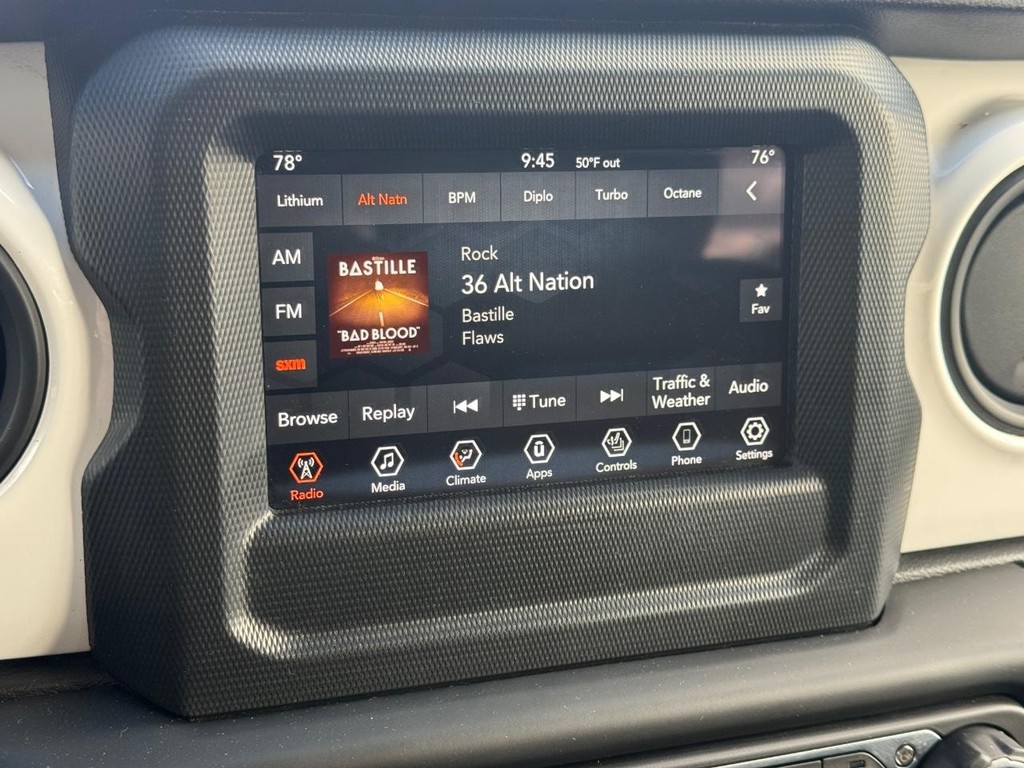 78° 9:45 50°F out 76°
Lithium Alt Natn BPM Diplo Turbo Octane
AM
FM
sxm
BASTILLE
"BAD BLOOD"
Rock
36 Alt Nation
Bastille
Flaws
Fav
Browse Replay Tune Traffic & Weather Audio
Radio Media Climate Apps Controls Phone Settings